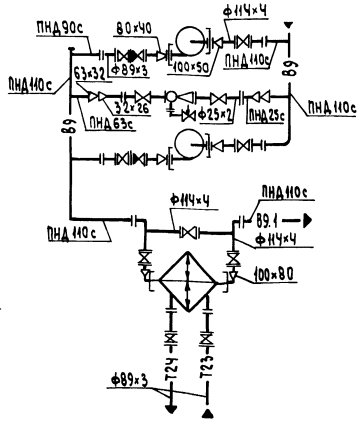 ПНД90с
80×40
Ф114×4
ПНД110с
Ф89×3
100×50
ПНД110с
В9
63×32
32×26
Ф25×2
ПНД25с
ПНД110с
ПНД63с
В9
Ф114×4
ПНД110с
ПНД110с
В9.1
Ф114×4
100×80
Т24
Т23
Ф89×3